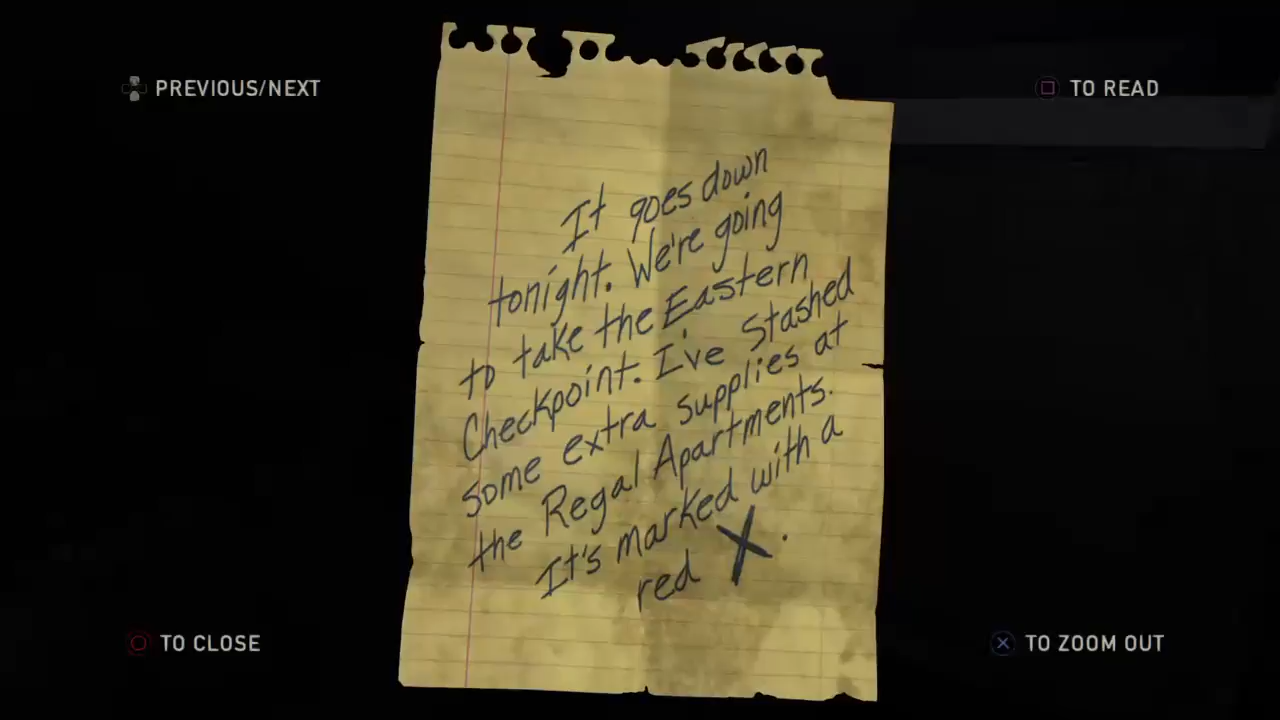 PREVIOUS/NEXT
TO READ
It goes down
tonight. We're going
to take the Eastern
Checkpoint. I've Stashed
some extra supplies at
the Regal Apartments.
It's marked with a
red X.
TO CLOSE
TO ZOOM OUT